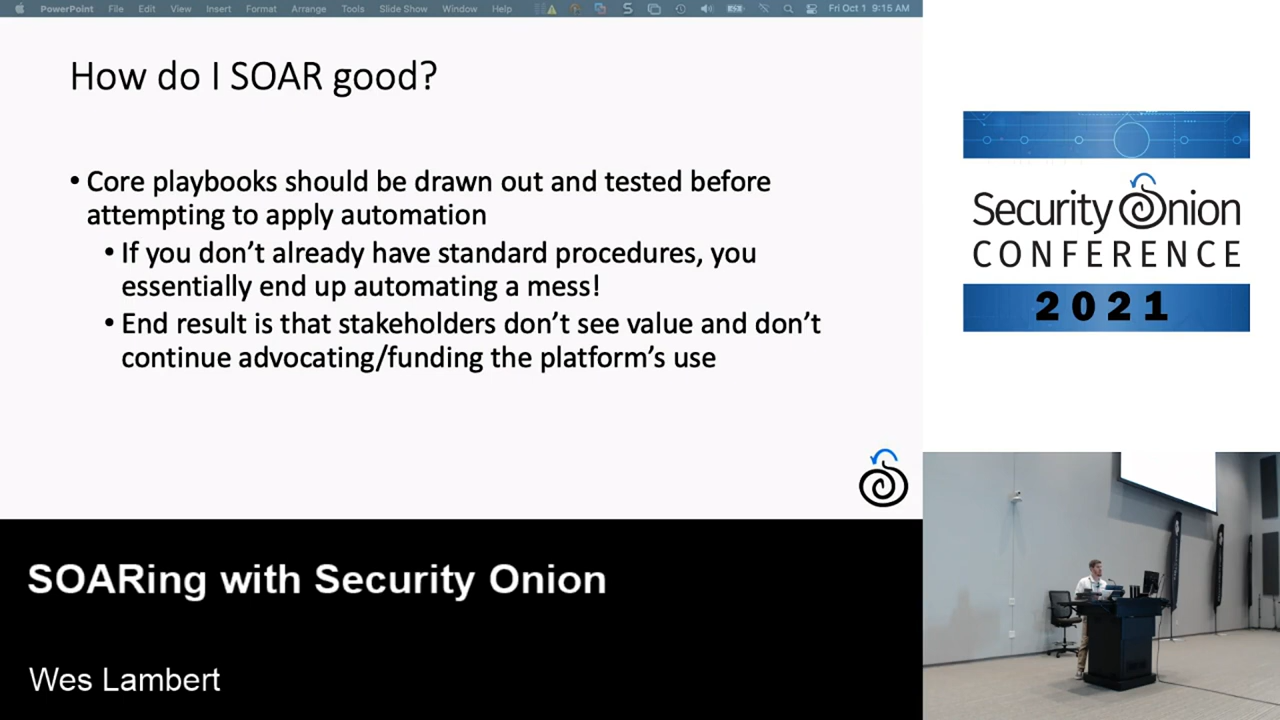 PowerPoint File Edit View Insert Format Arrange Tools Slide Show Window Help Fri Oct 1 9:15 AM
How do I SOAR good?
• Core playbooks should be drawn out and tested before
attempting to apply automation
• If you don’t already have standard procedures, you
essentially end up automating a mess!
• End result is that stakeholders don’t see value and don’t
continue advocating/funding the platform’s use
Security Onion
CONFERENCE
2021
SOARing with Security Onion
Wes Lambert